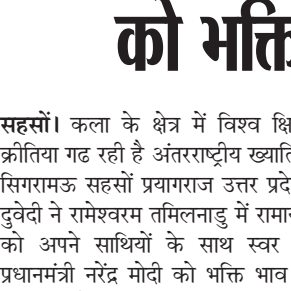 को भक्ति
सहसों। कला के क्षेत्र में विश्व क्षि
क्रीतिया गढ रही है अंतरराष्ट्रीय ख्याति
सिगरामऊ सहसों प्रयागराज उत्तर प्रदे
दुवेदी ने रामेश्वरम तमिलनाडु में रामा
को अपने साथियों के साथ स्वर
प्रधानमंत्री नरेंद्र मोदी को भक्ति भाव